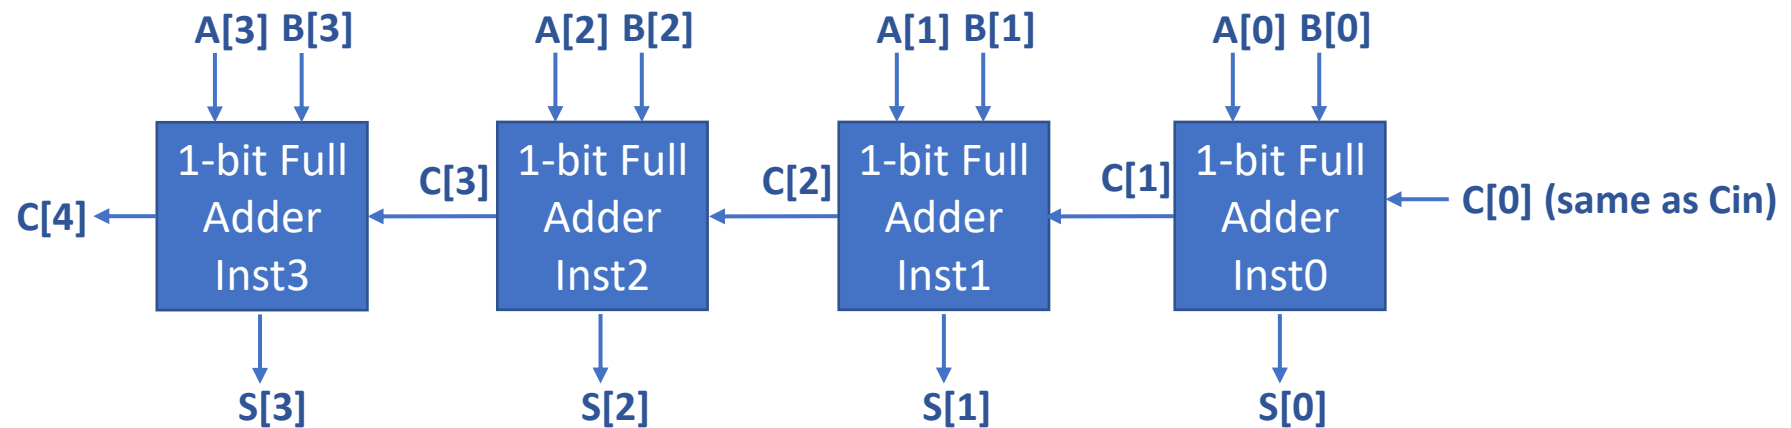 A[3] B[3] A[2] B[2] A[1] B[1] A[0] B[0]
1-bit Full
Adder
Inst3
1-bit Full
Adder
Inst2
1-bit Full
Adder
Inst1
1-bit Full
Adder
Inst0
C[4]
C[3]
C[2]
C[1]
C[0] (same as Cin)
S[3] S[2] S[1] S[0]